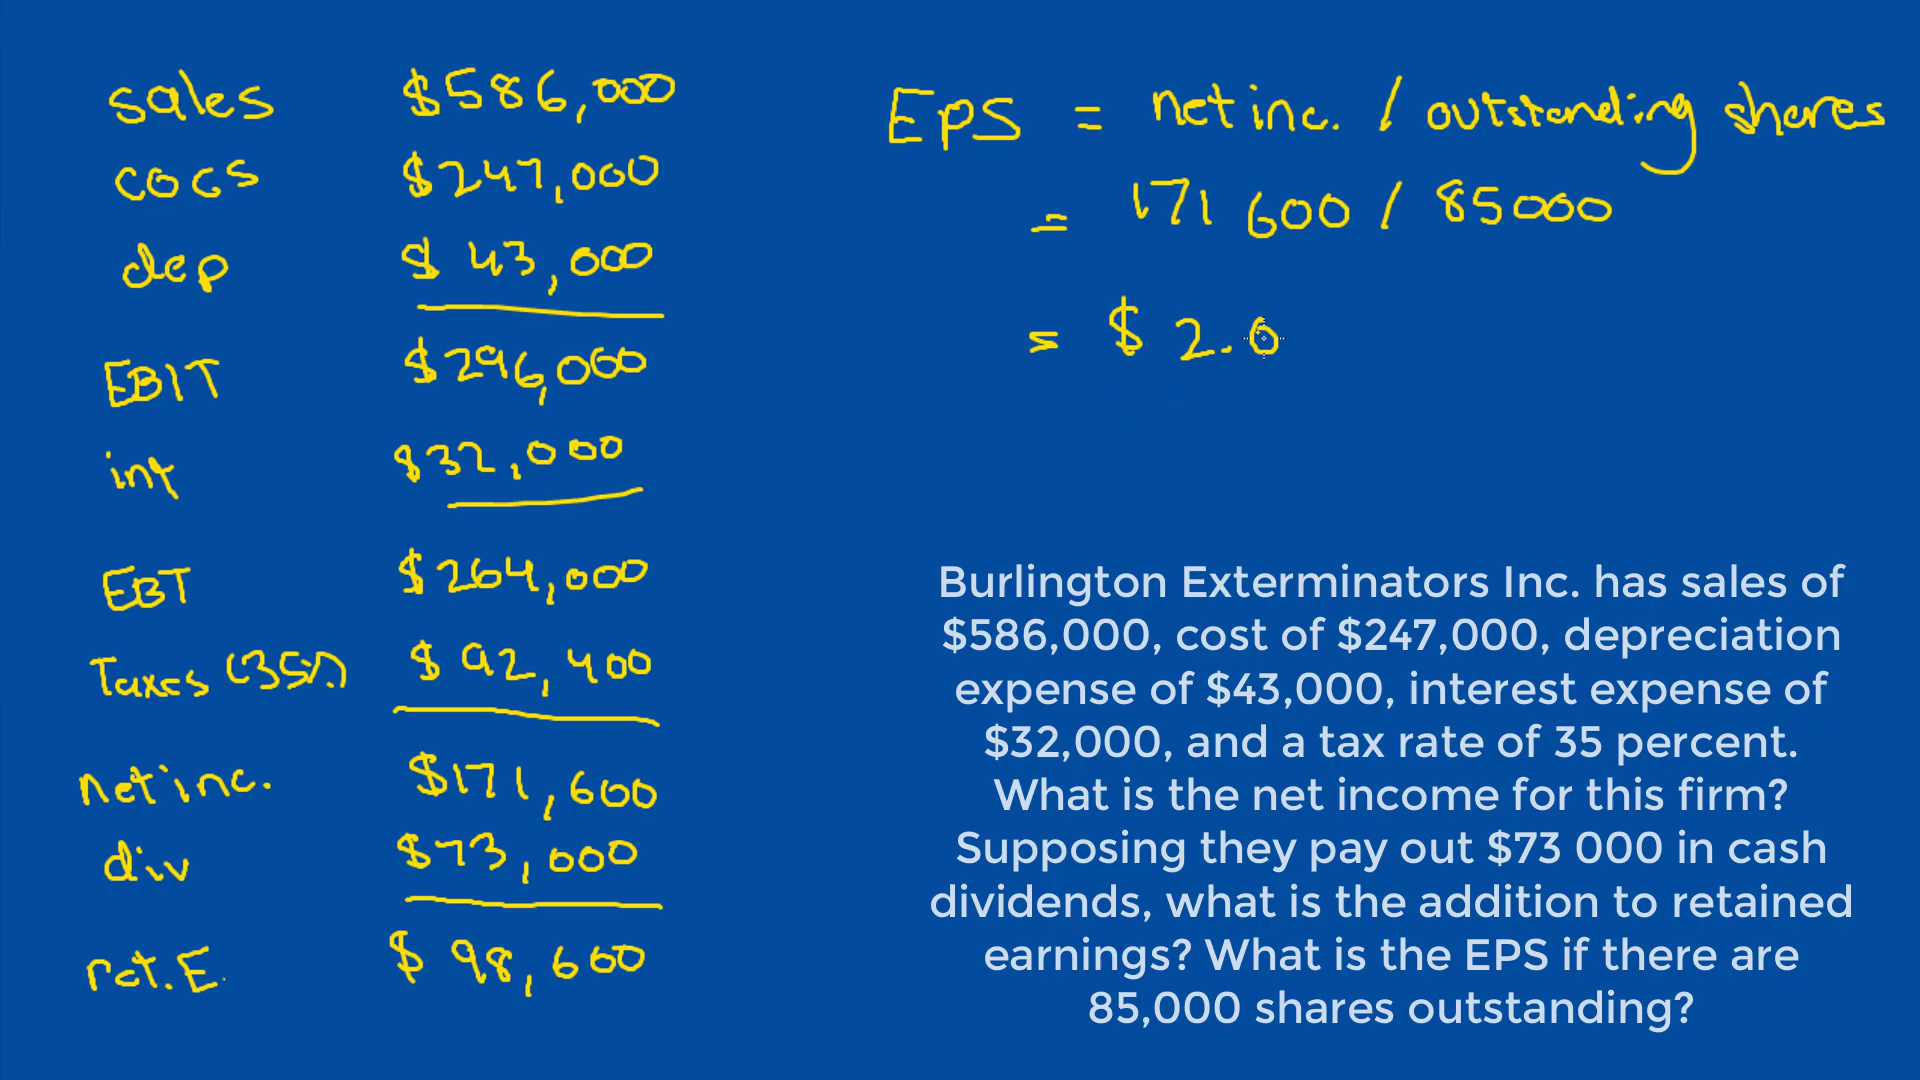 sales $586,000
COGS $247,000
dep $ 43,000
EBIT $296,000
int $32,000
EBT $264,000
Taxes (35%) $ 92,400
net inc. $171,600
div $73,000
ret. E. $ 98,600
EPS = net inc. / outstanding shares
= 171 600 / 85000
= $ 2.0
Burlington Exterminators Inc. has sales of
$586,000, cost of $247,000, depreciation
expense of $43,000, interest expense of
$32,000, and a tax rate of 35 percent.
What is the net income for this firm?
Supposing they pay out $73 000 in cash
dividends, what is the addition to retained
earnings? What is the EPS if there are
85,000 shares outstanding?